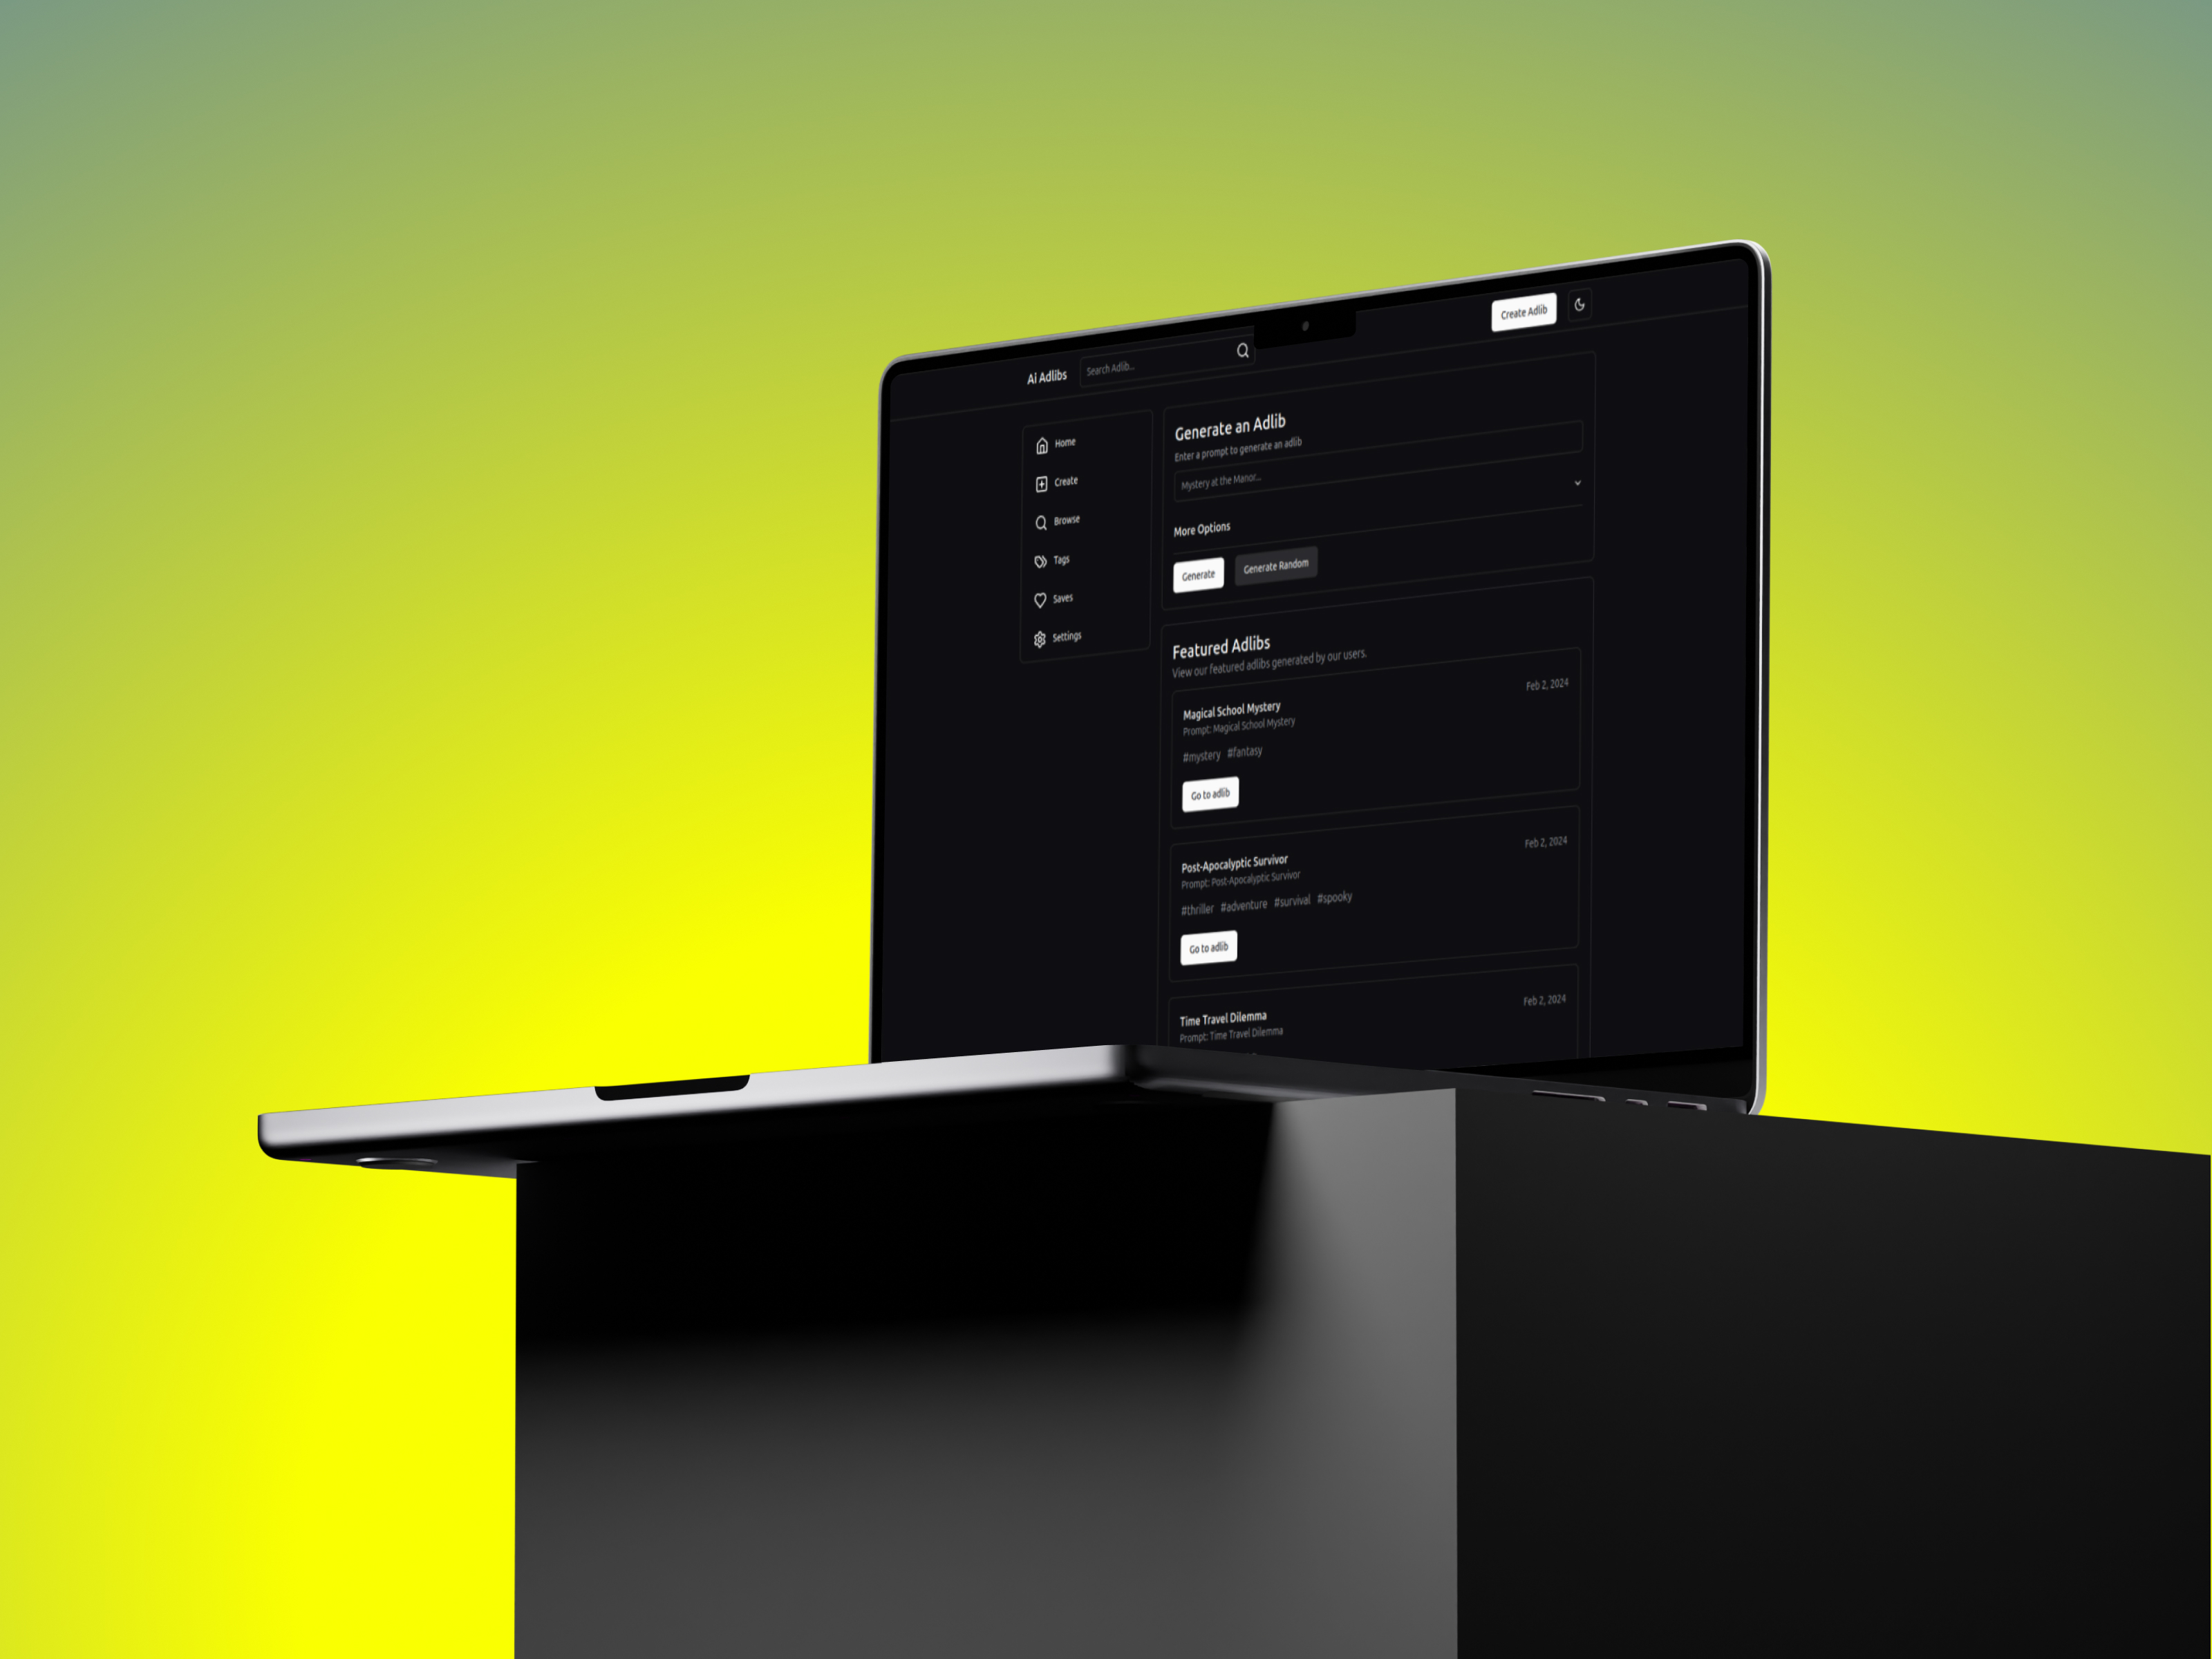 Ai Adlibs
Search Adlib...
Create Adlib
Home
Create
Browse
Tags
Saves
Settings
Generate an Adlib
Enter a prompt to generate an adlib
Mystery at the Manor...
More Options
Generate
Generate Random
Featured Adlibs
View our featured adlibs generated by our users.
Magical School Mystery
Feb 2, 2024
Prompt: Magical School Mystery
#mystery #fantasy
Go to adlib
Post-Apocalyptic Survivor
Feb 2, 2024
Prompt: Post-Apocalyptic Survivor
#thriller #adventure #survival #spooky
Go to adlib
Time Travel Dilemma
Feb 2, 2024
Prompt: Time Travel Dilemma